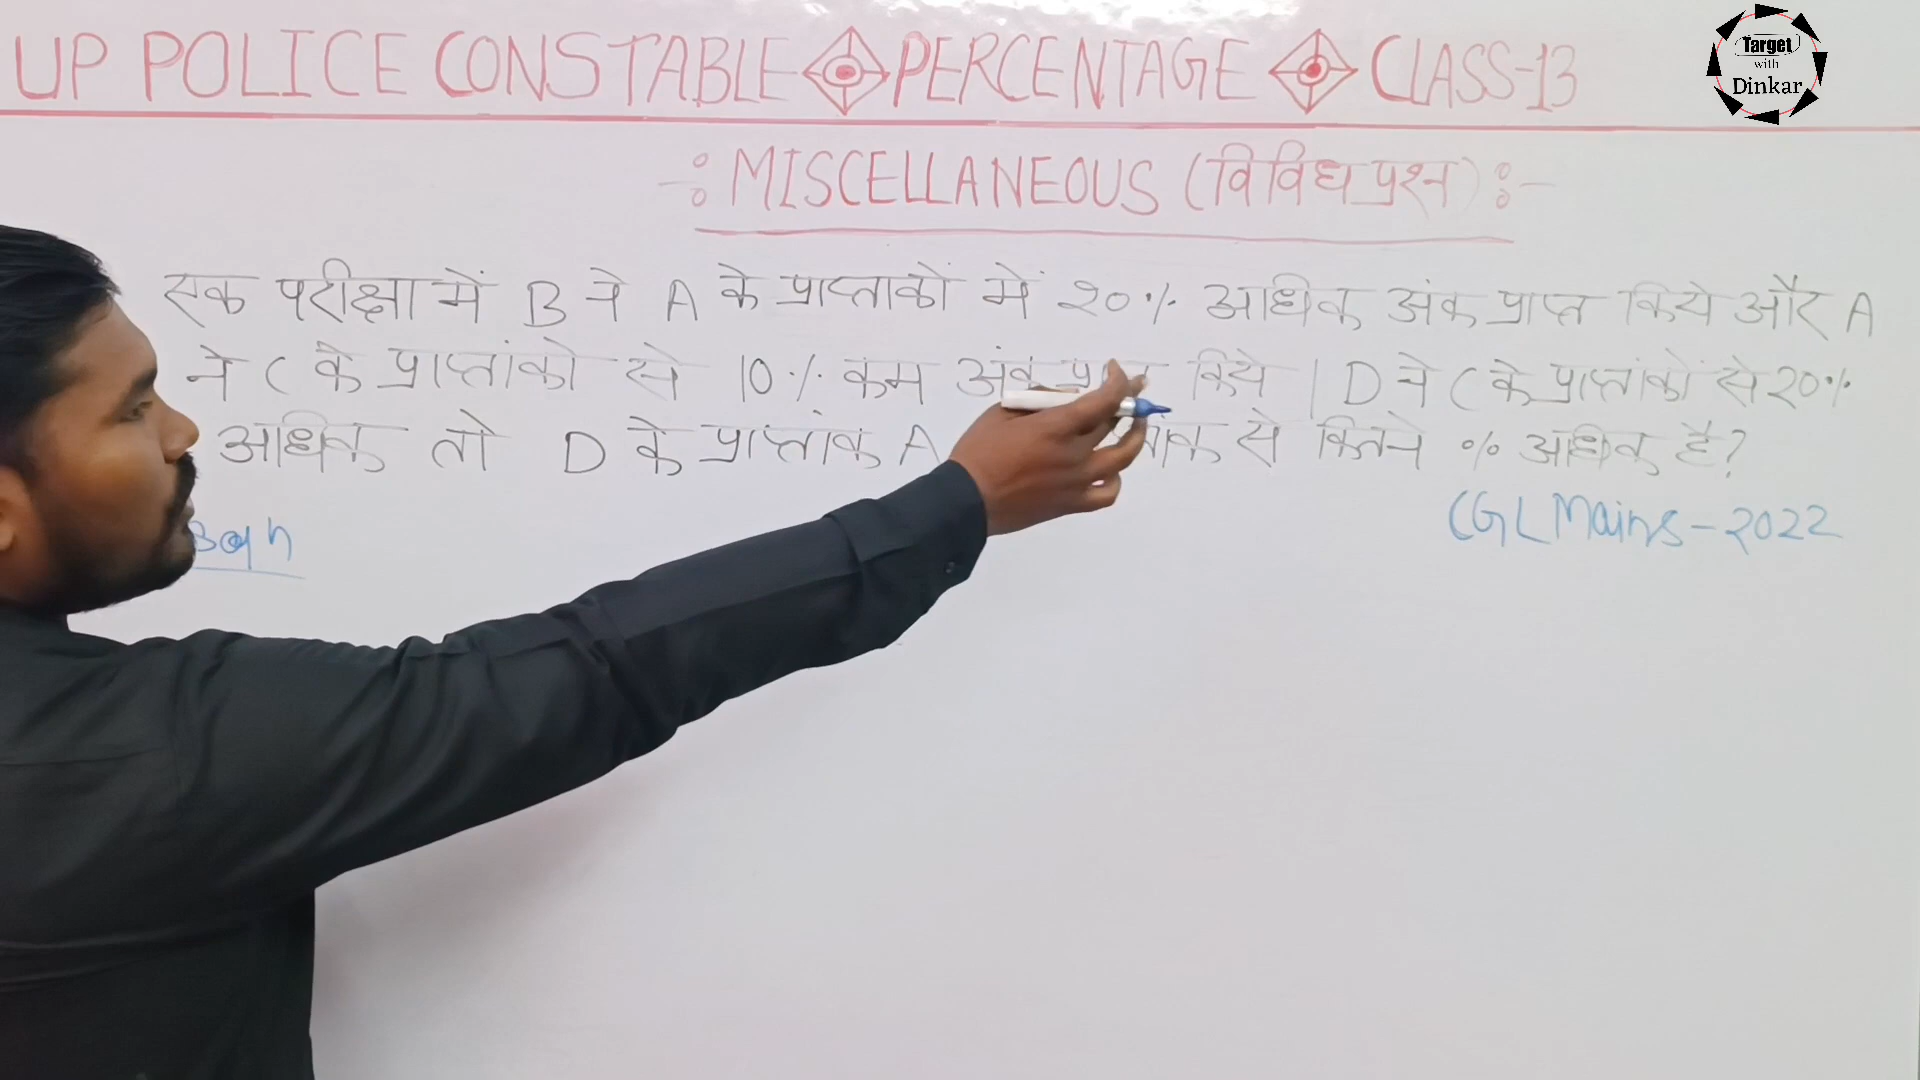 UP POLICE CONSTABLE PERCENTAGE CLASS-13
Target
with
Dinkar
-: MISCELLANEOUS (विविध प्रश्न) :-
एक परीक्षा में B ने A के प्राप्ताकों में 20% अधिक अंक प्राप्त किये और A
ने C के प्राप्तांको से 10% कम अंक किये | D ने C के प्राप्तांकों से 20%
अधिक तो D के प्राप्तांक A से कितने % अधिक है?
CGL Mains-2022